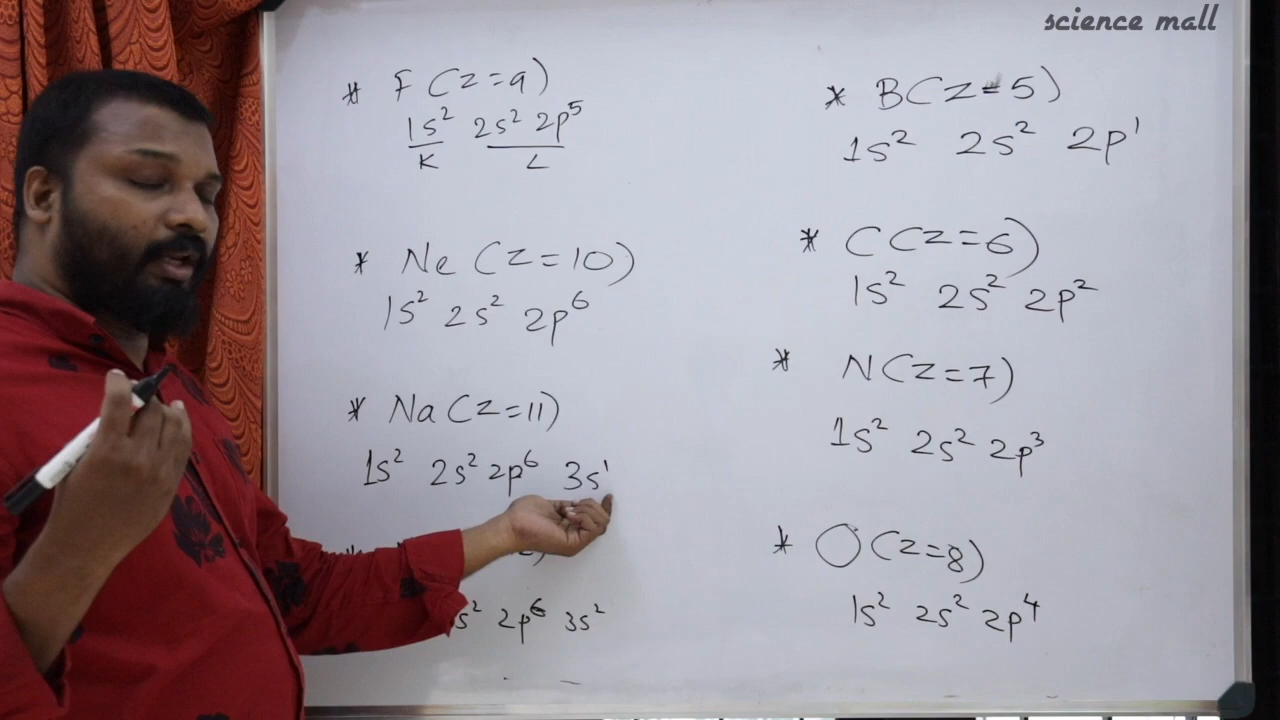 science mall
* F (Z=9)
1s² 2s² 2p⁵
K L
* Ne (Z=10)
1s² 2s² 2p⁶
* Na (Z=11)
1s² 2s² 2p⁶ 3s¹
2p⁶ 3s²
* B (Z=5)
1s² 2s² 2p¹
* C (Z=6)
1s² 2s² 2p²
* N (Z=7)
1s² 2s² 2p³
* O (Z=8)
1s² 2s² 2p⁴